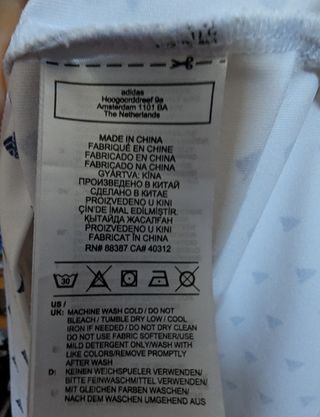 adidas
Hoogoorddreef 9a
Amsterdam 1101 BA
The Netherlands
MADE IN CHINA
FABRIQUÉ EN CHINE
FABRICADO EN CHINA
FABRICADO NA CHINA
GYÁRTVA: KÍNA
ПРОИЗВЕДЕНО В КИТАЙ
СДЕЛАНО В КИТАЕ
PROIZVEDENO U KINI
ÇİN'DE İMAL EDİLMİŞTİR.
ҚЫТАЙДА ЖАСАЛҒАН
PROIZVEDENO U KINI
FABRICAT ÎN CHINA
RN# 88387 CA# 40312
30
US /
UK: MACHINE WASH COLD / DO NOT
BLEACH / TUMBLE DRY LOW / COOL
IRON IF NEEDED / DO NOT DRY CLEAN
DO NOT USE FABRIC SOFTENER/USE
MILD DETERGENT ONLY/WASH WITH
LIKE COLORS/REMOVE PROMPTLY
AFTER WASH
D: KEINEN WEICHSPUELER VERWENDEN/
BITTE FEINWASCHMITTEL VERWENDEN/
MIT GLEICHEN FARBEN WASCHEN/
NACH DEM WASCHEN UMGEHEND AUS